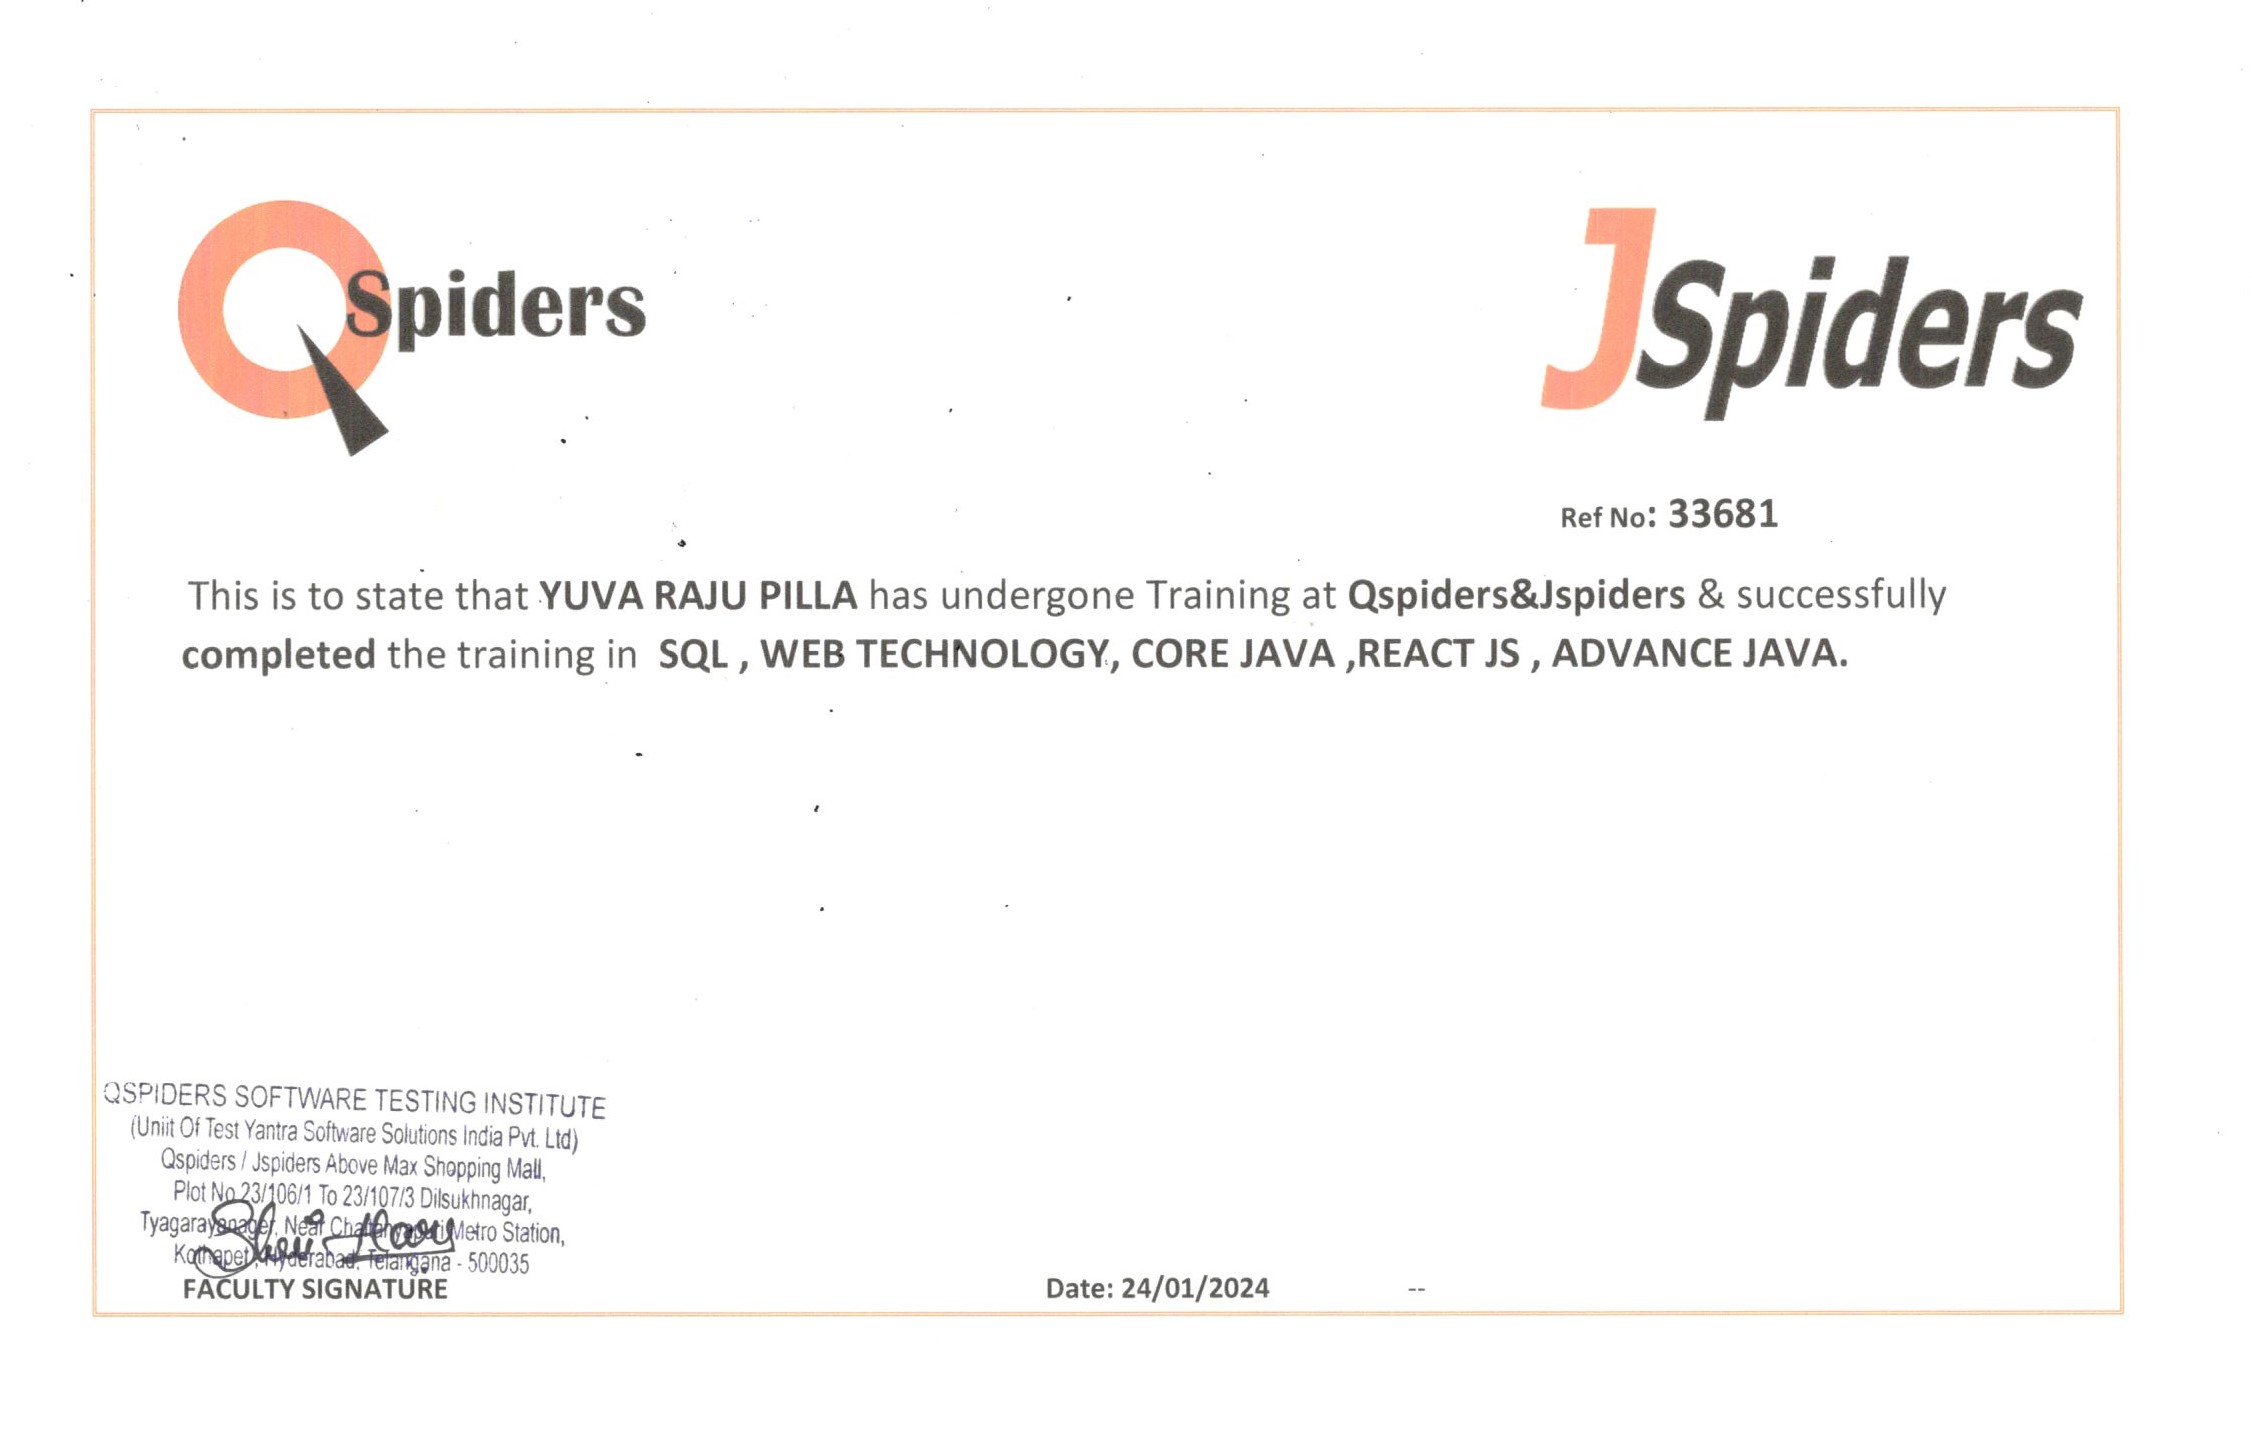 QSpiders
JSpiders
Ref No: 33681
This is to state that YUVA RAJU PILLA has undergone Training at Qspiders&Jspiders & successfully
completed the training in SQL , WEB TECHNOLOGY, CORE JAVA ,REACT JS , ADVANCE JAVA.
QSPIDERS SOFTWARE TESTING INSTITUTE
(Uniit Of Test Yantra Software Solutions India Pvt. Ltd)
Qspiders / Jspiders Above Max Shopping Mall,
Plot No 23/106/1 To 23/107/3 Dilsukhnagar,
Tyagarayanager, Near Chaitanyapuri Metro Station,
Kothapet, Hyderabad, Telangana - 500035
FACULTY SIGNATURE
Date: 24/01/2024 --